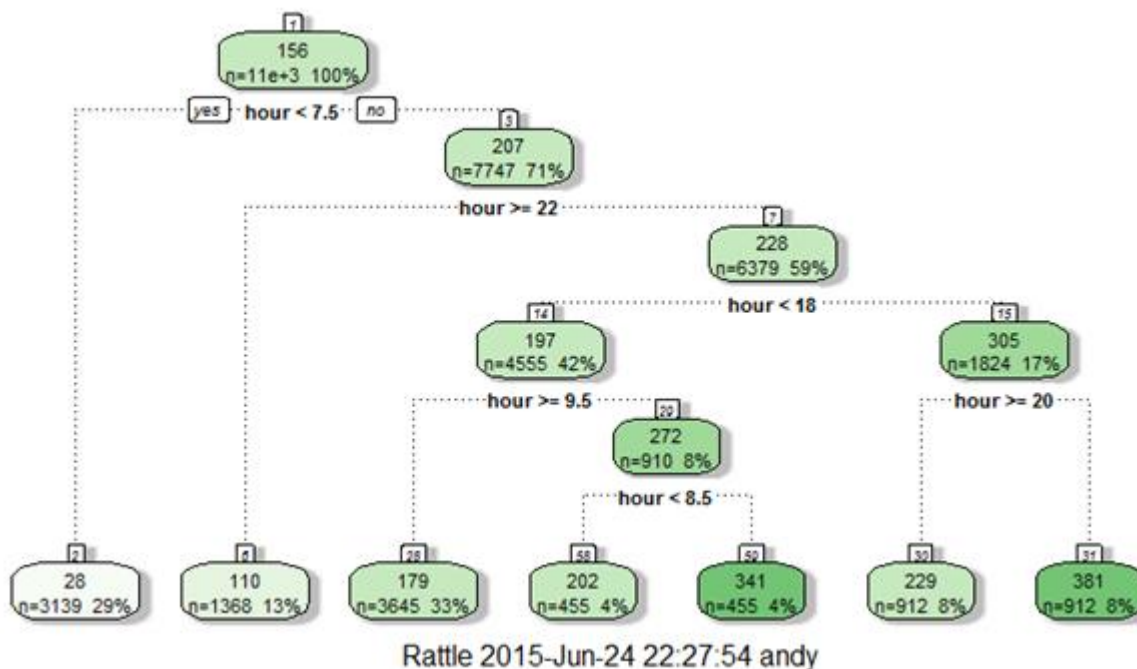 1
156
n=11e+3 100%
yes hour < 7.5 no
3
207
n=7747 71%
hour >= 22
7
228
n=6379 59%
hour < 18
14 15
197 305
n=4555 42% n=1824 17%
hour >= 9.5 hour >= 20
29
272
n=910 8%
hour < 8.5
2 6 28 58 59 30 31
28 110 179 202 341 229 381
n=3139 29% n=1368 13% n=3645 33% n=455 4% n=455 4% n=912 8% n=912 8%
Rattle 2015-Jun-24 22:27:54 andy